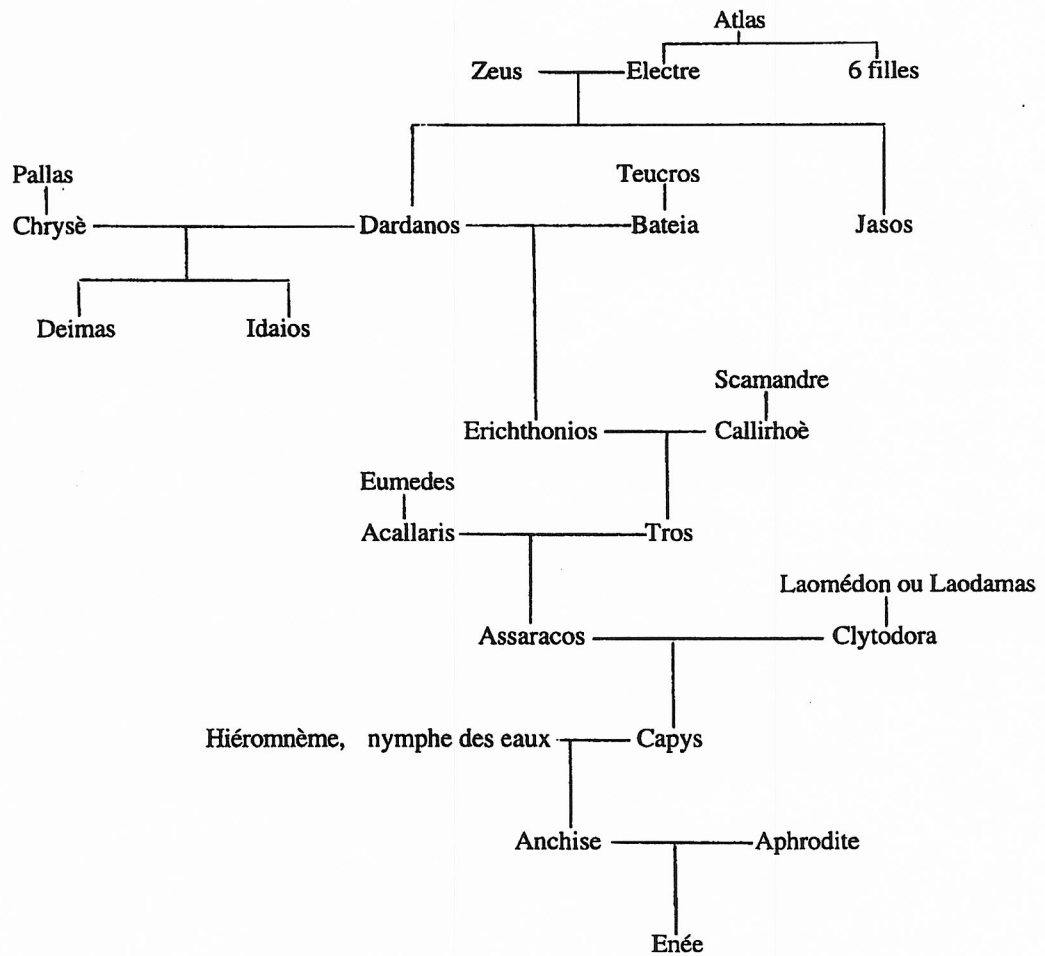 Atlas
Zeus Electre 6 filles
Pallas Teucros
Chrysè Dardanos Bateia Jasos
Deimas Idaios
Scamandre
Erichthonios Callirhoè
Eumedes
Acallaris Tros
Laomédon ou Laodamas
Assaracos Clytodora
Hiéromnème, nymphe des eaux Capys
Anchise Aphrodite
Enée